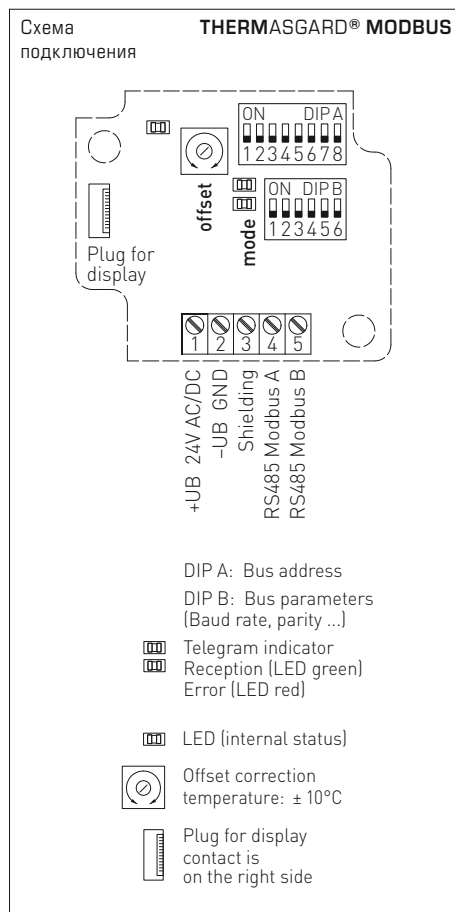 Схема
подключения
THERMASGARD® MODBUS
ON DIP A
1 2 3 4 5 6 7 8
offset
ON DIP B
1 2 3 4 5 6
mode
Plug for
display
1 2 3 4 5
+UB 24V AC/DC
–UB GND
Shielding
RS485 Modbus A
RS485 Modbus B
DIP A: Bus address
DIP B: Bus parameters
(Baud rate, parity ...)
Telegram indicator
Reception (LED green)
Error (LED red)
LED (internal status)
Offset correction
temperature: ± 10°C
Plug for display
contact is
on the right side